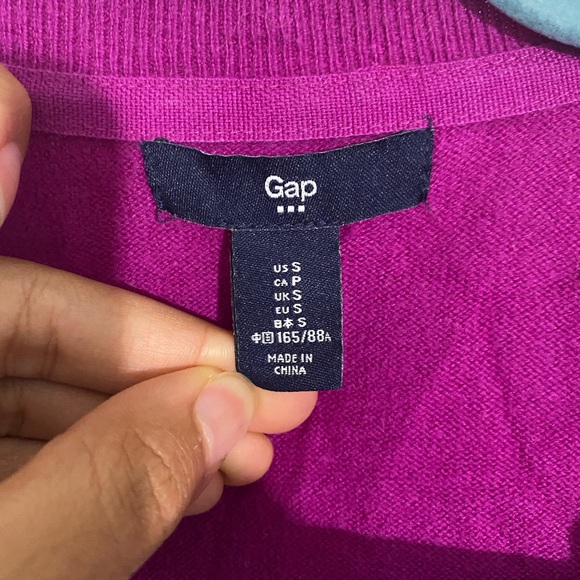 Gap
US S
CA P
UK S
EU S
日本 S
中国 165/88A
MADE IN
CHINA